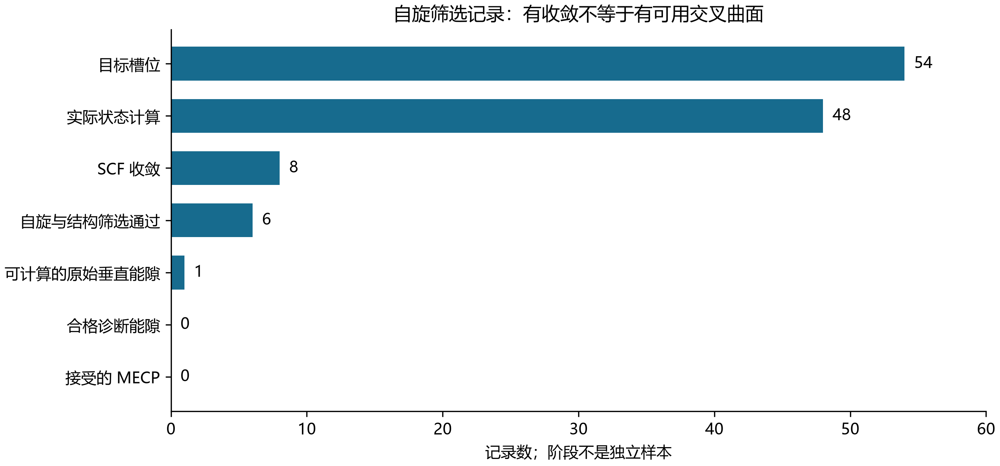 自旋筛选记录：有收敛不等于有可用交叉曲面
目标槽位 54
实际状态计算 48
SCF 收敛 8
自旋与结构筛选通过 6
可计算的原始垂直能隙 1
合格诊断能隙 0
接受的 MECP 0
0 10 20 30 40 50 60
记录数；阶段不是独立样本